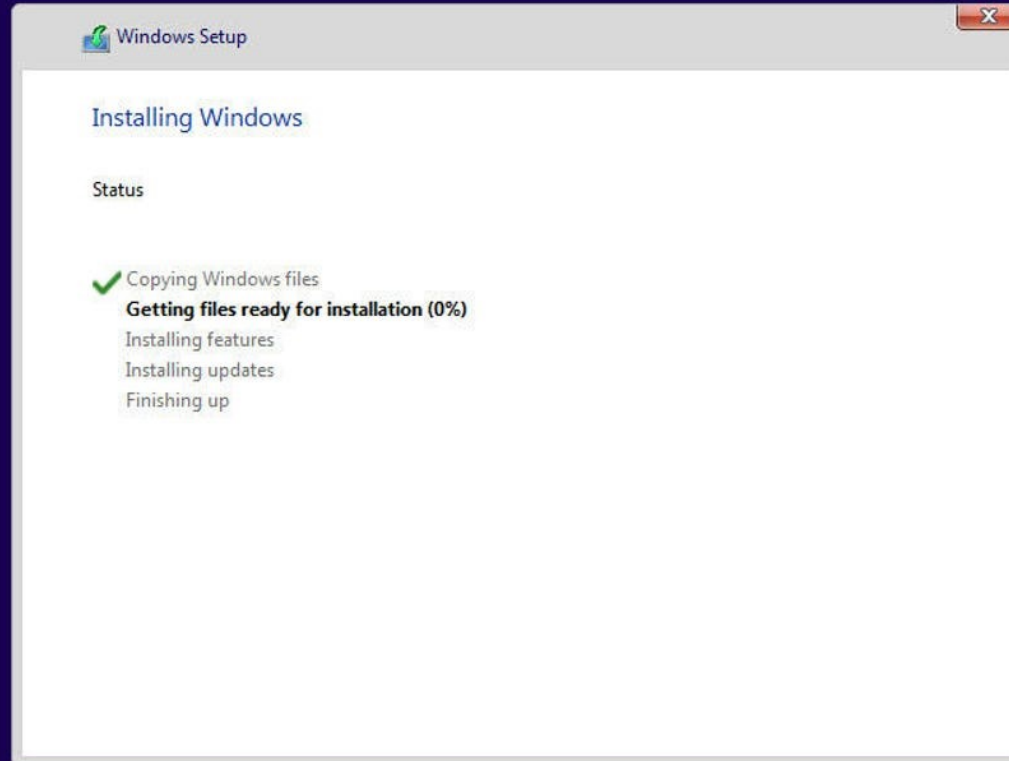 Windows Setup
Installing Windows
Status
Copying Windows files
Getting files ready for installation (0%)
Installing features
Installing updates
Finishing up